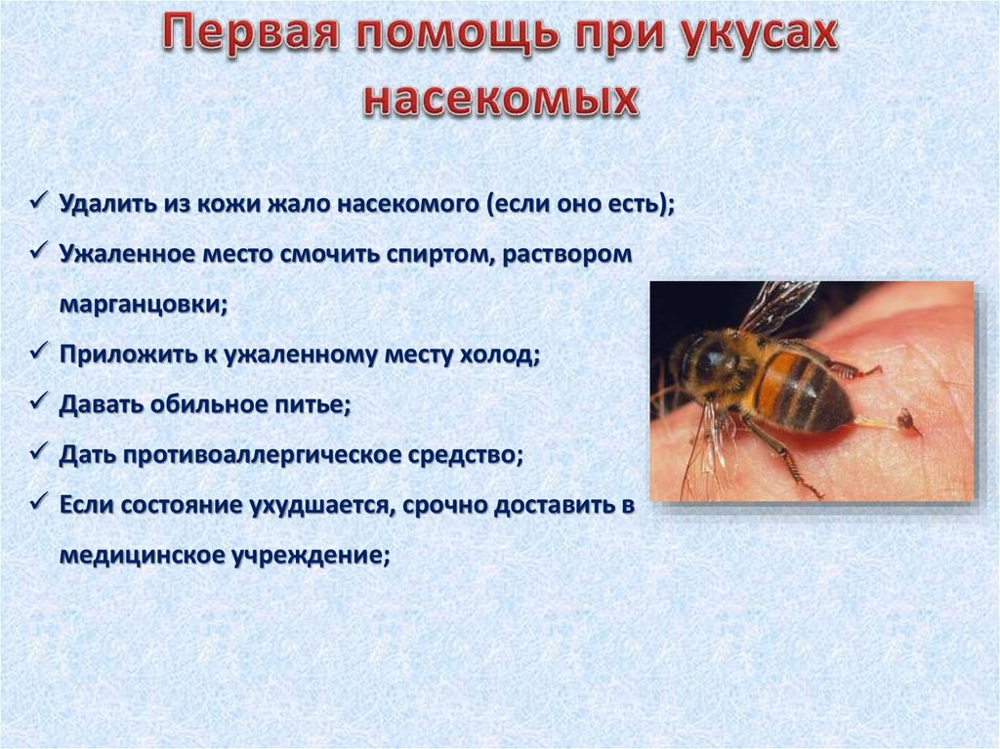 Первая помощь при укусах
насекомых
✓ Удалить из кожи жало насекомого (если оно есть);
✓ Ужаленное место смочить спиртом, раствором
марганцовки;
✓ Приложить к ужаленному месту холод;
✓ Давать обильное питье;
✓ Дать противоаллергическое средство;
✓ Если состояние ухудшается, срочно доставить в
медицинское учреждение;